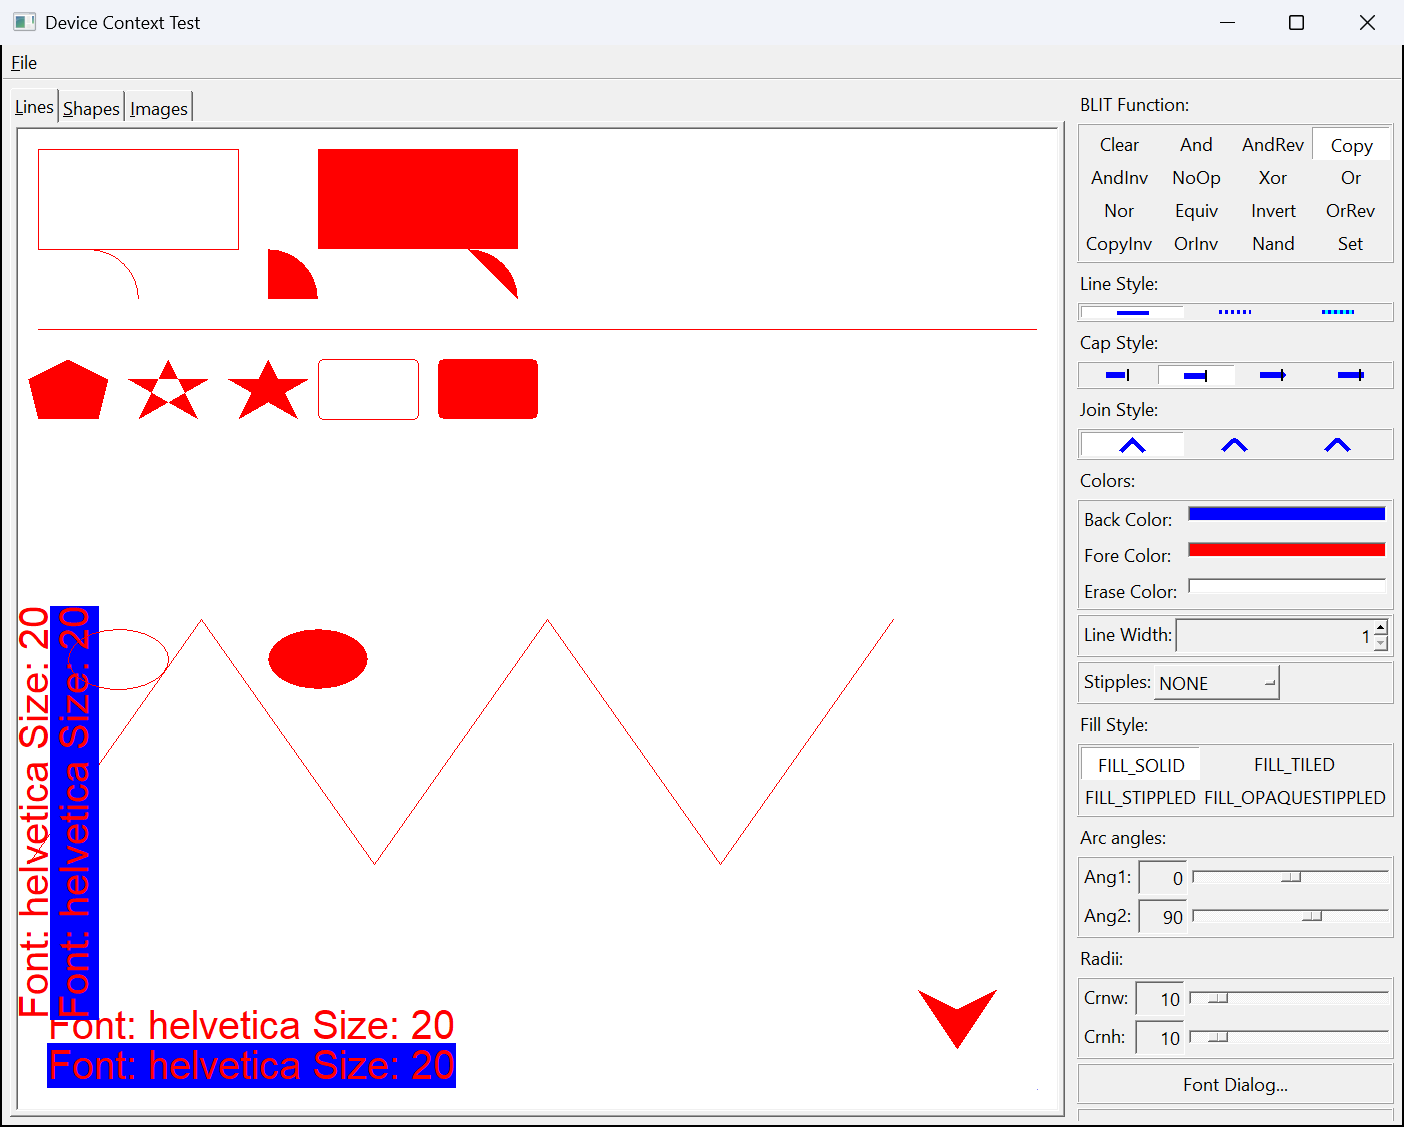 Device Context Test
File
Lines Shapes Images
BLIT Function:
Clear And AndRev Copy
AndInv NoOp Xor Or
Nor Equiv Invert OrRev
CopyInv OrInv Nand Set
Line Style:
Cap Style:
Join Style:
Colors:
Back Color:
Fore Color:
Erase Color:
Line Width: 1
Stipples: NONE
Fill Style:
FILL_SOLID FILL_TILED
FILL_STIPPLED FILL_OPAQUESTIPPLED
Arc angles:
Ang1: 0
Ang2: 90
Radii:
Crnw: 10
Crnh: 10
Font Dialog...
Font: helvetica Size: 20
Font: helvetica Size: 20
Font: helvetica Size: 20
Font: helvetica Size: 20